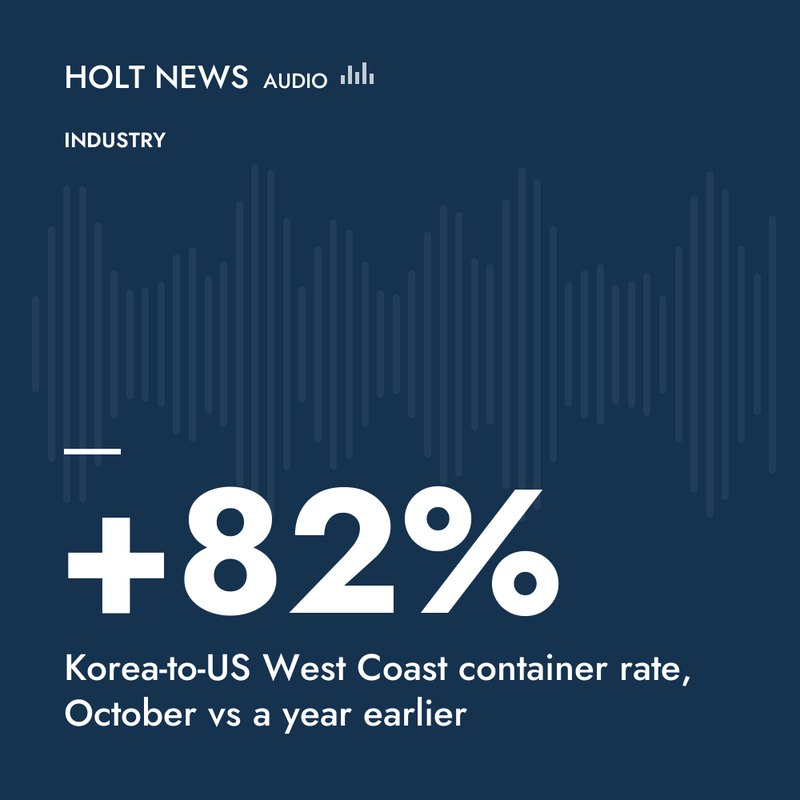 HOLT NEWS AUDIO
INDUSTRY
+82%
Korea-to-US West Coast container rate,
October vs a year earlier